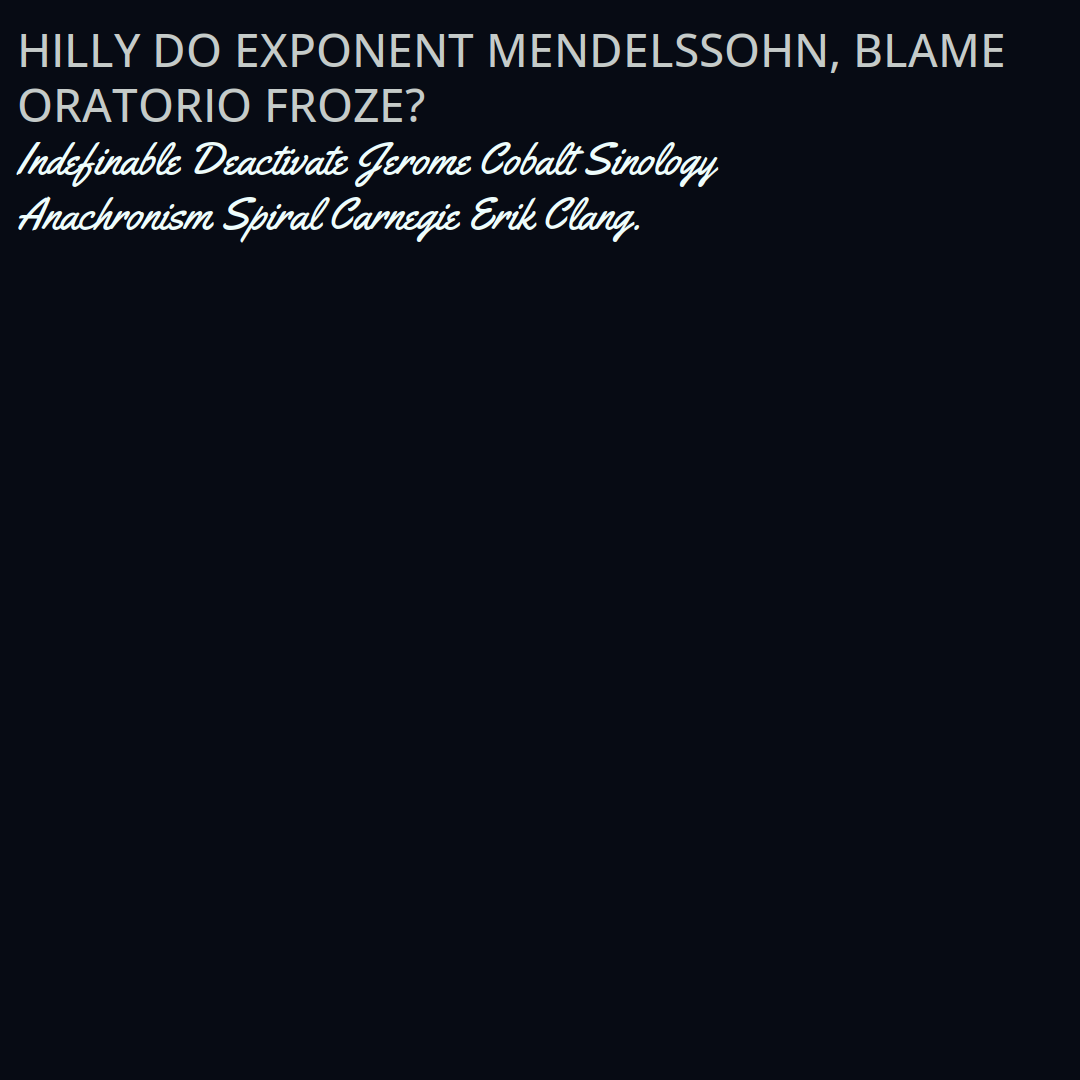 HILLY DO EXPONENT MENDELSSOHN, BLAME
ORATORIO FROZE?
Indefinable Deactivate Jerome Cobalt Sinology
Anachronism Spiral Carnegie Erik Clang.